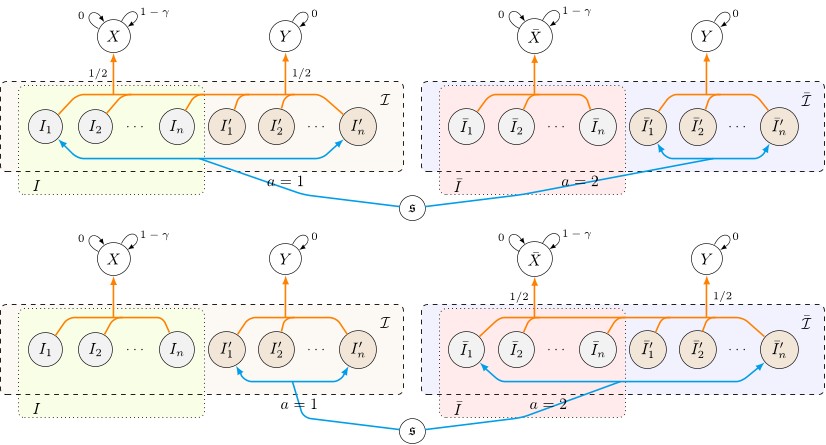 0 1 − γ 0 0 1 − γ 0
X Y X̄ Y
1/2 1/2
𝓘 𝓘̄
I₁ I₂ ··· Iₙ I′₁ I′₂ ··· I′ₙ Ī₁ Ī₂ ··· Īₙ Ī′₁ Ī′₂ ··· Ī′ₙ
I a = 1 Ī a = 2
𝔰
0 1 − γ 0 0 1 − γ 0
X Y X̄ Y
1/2 1/2
𝓘 𝓘̄
I₁ I₂ ··· Iₙ I′₁ I′₂ ··· I′ₙ Ī₁ Ī₂ ··· Īₙ Ī′₁ Ī′₂ ··· Ī′ₙ
I a = 1 Ī a = 2
𝔰